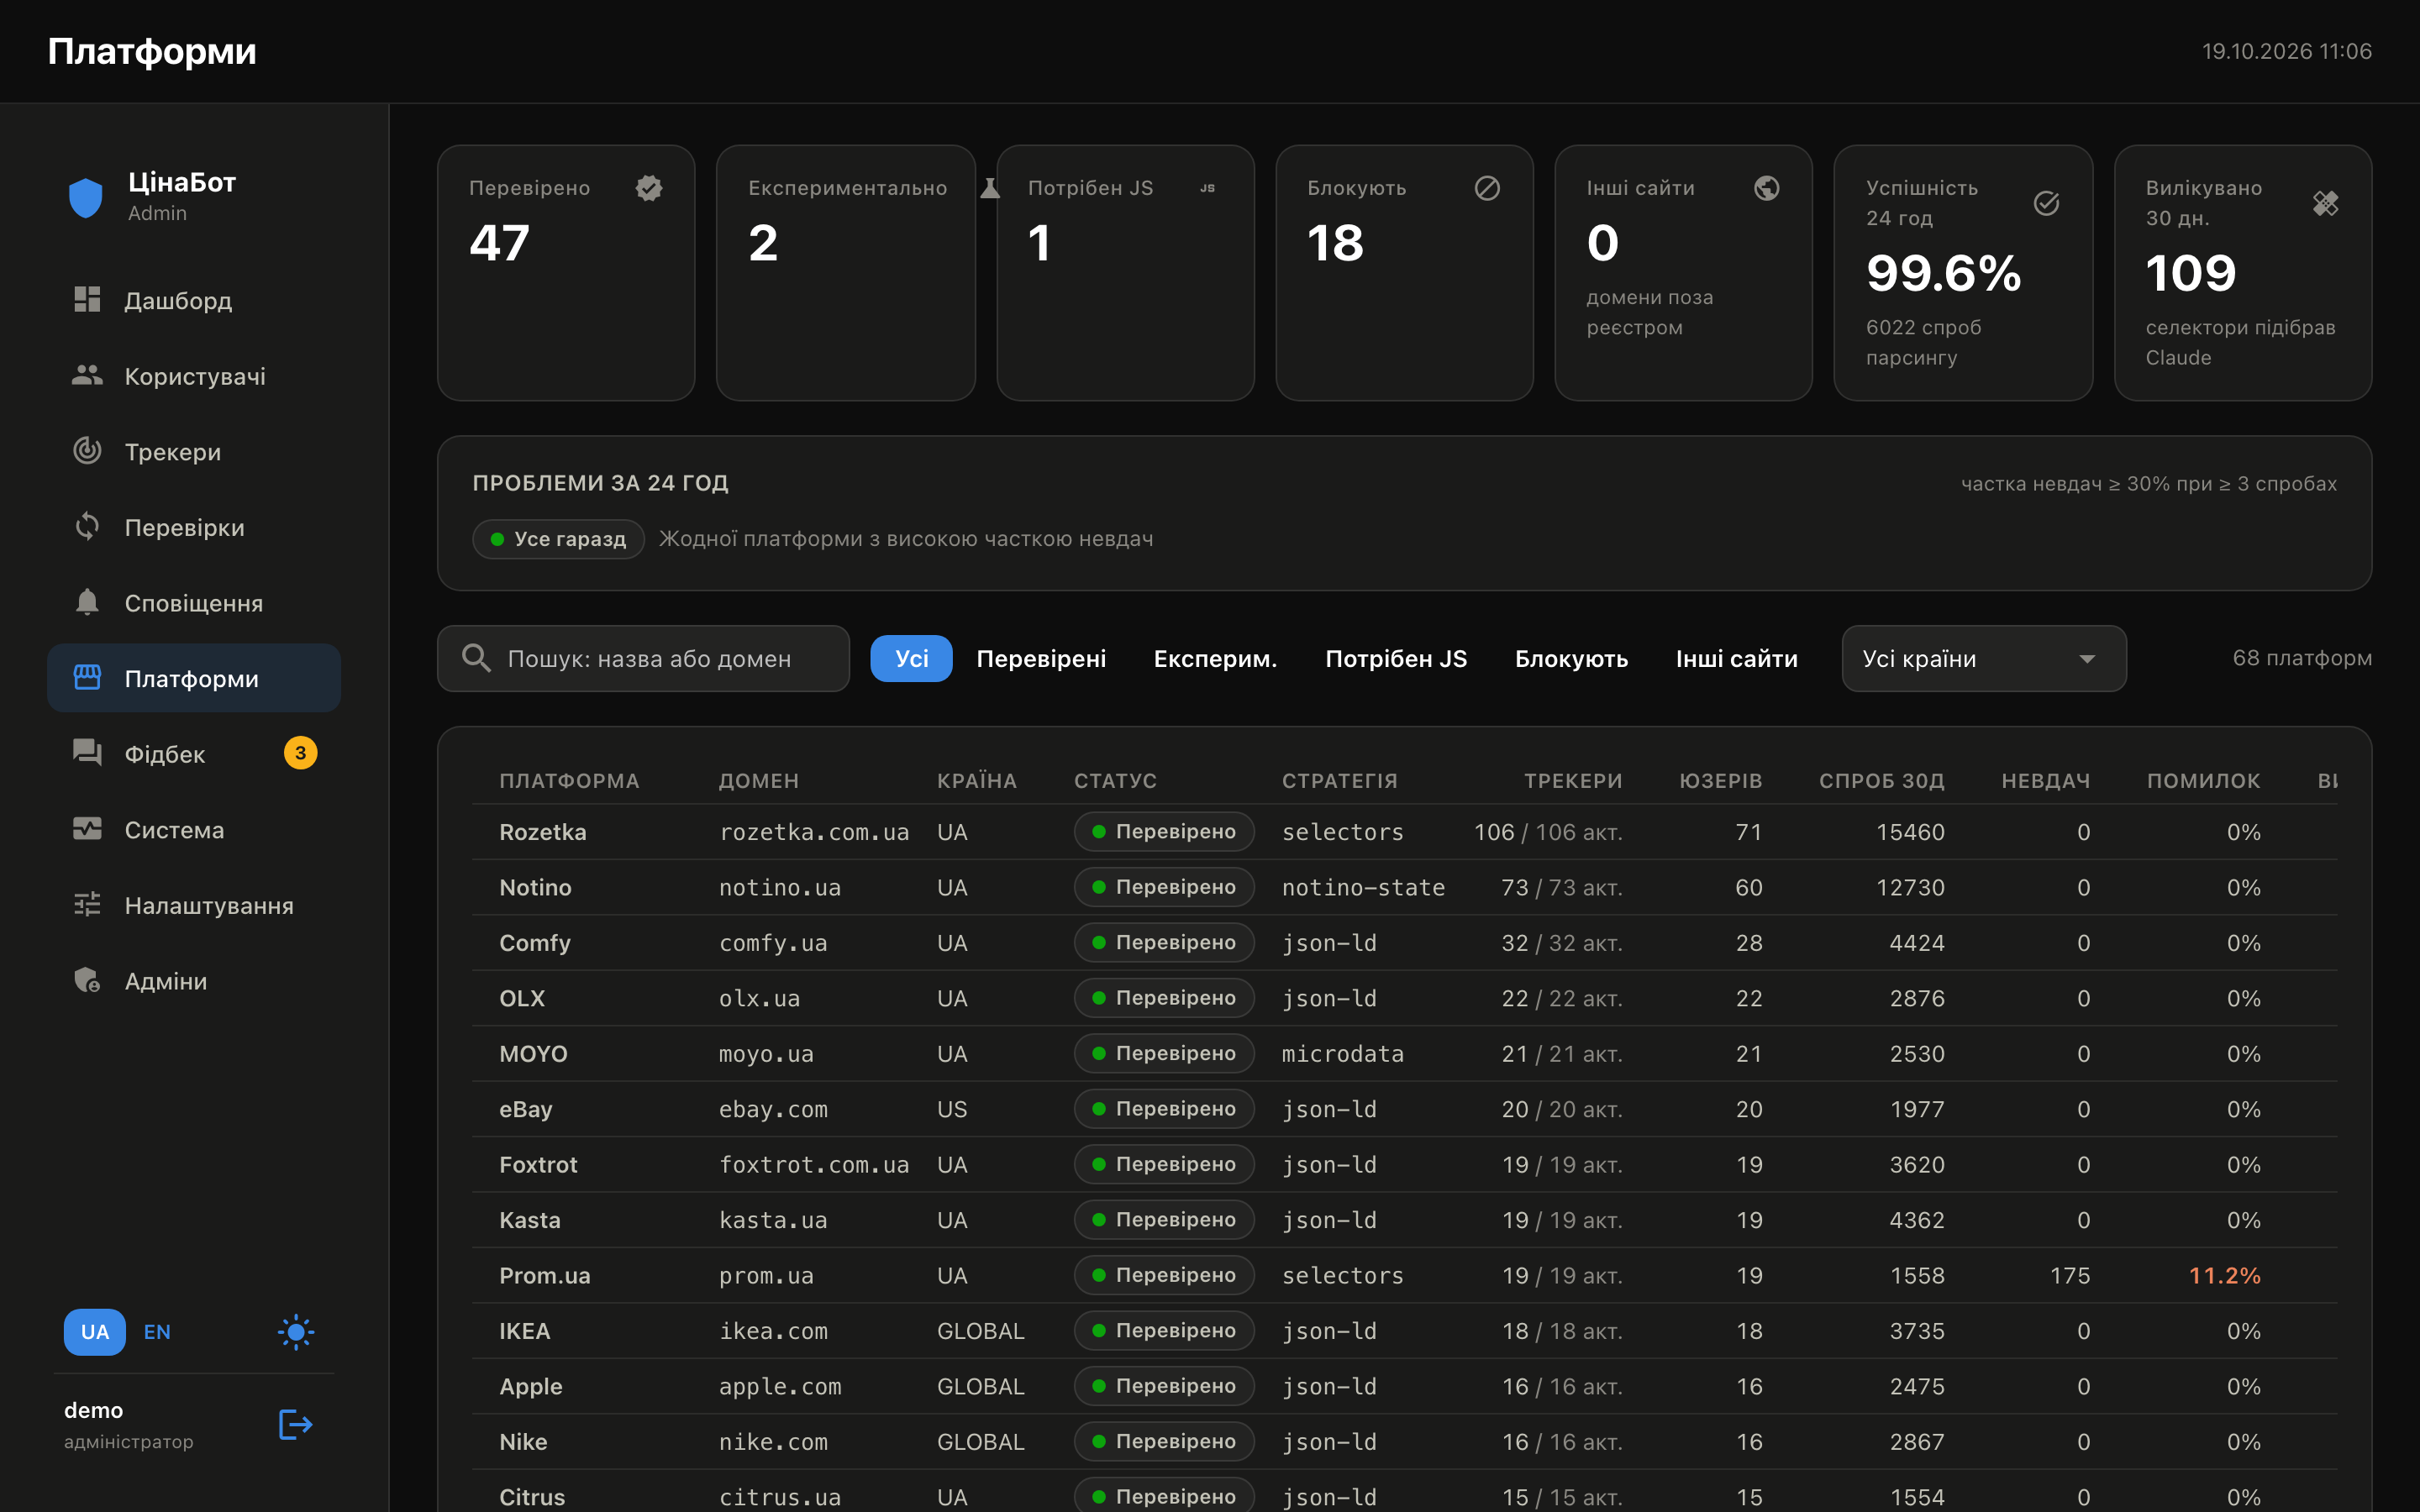 Платформи
19.10.2026 11:06
ЦінаБот
Admin
Дашборд
Користувачі
Трекери
Перевірки
Сповіщення
Платформи
Фідбек 3
Система
Налаштування
Адміни
UA EN
demo
адміністратор
Перевірено
47
Експериментально
2
Потрібен JS JS
1
Блокують
18
Інші сайти
0
домени поза
реєстром
Успішність
24 год
99.6%
6022 спроб
парсингу
Вилікувано
30 дн.
109
селектори підібрав
Claude
ПРОБЛЕМИ ЗА 24 ГОД
частка невдач ≥ 30% при ≥ 3 спробах
Усе гаразд Жодної платформи з високою часткою невдач
Пошук: назва або домен Усі Перевірені Експерим. Потрібен JS Блокують Інші сайти Усі країни 68 платформ
ПЛАТФОРМА ДОМЕН КРАЇНА СТАТУС СТРАТЕГІЯ ТРЕКЕРИ ЮЗЕРІВ СПРОБ 30Д НЕВДАЧ ПОМИЛОК
Rozetka rozetka.com.ua UA Перевірено selectors 106 / 106 акт. 71 15460 0 0%
Notino notino.ua UA Перевірено notino-state 73 / 73 акт. 60 12730 0 0%
Comfy comfy.ua UA Перевірено json-ld 32 / 32 акт. 28 4424 0 0%
OLX olx.ua UA Перевірено json-ld 22 / 22 акт. 22 2876 0 0%
MOYO moyo.ua UA Перевірено microdata 21 / 21 акт. 21 2530 0 0%
eBay ebay.com US Перевірено json-ld 20 / 20 акт. 20 1977 0 0%
Foxtrot foxtrot.com.ua UA Перевірено json-ld 19 / 19 акт. 19 3620 0 0%
Kasta kasta.ua UA Перевірено json-ld 19 / 19 акт. 19 4362 0 0%
Prom.ua prom.ua UA Перевірено selectors 19 / 19 акт. 19 1558 175 11.2%
IKEA ikea.com GLOBAL Перевірено json-ld 18 / 18 акт. 18 3735 0 0%
Apple apple.com GLOBAL Перевірено json-ld 16 / 16 акт. 16 2475 0 0%
Nike nike.com GLOBAL Перевірено json-ld 16 / 16 акт. 16 2867 0 0%
Citrus citrus.ua UA Перевірено json-ld 15 / 15 акт. 15 1554 0 0%